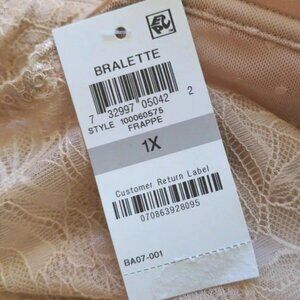 BRALETTE
7 32997 05042 2
STYLE 100060575
FRAPPE
1X
Customer Return Label
070863928095
BA07-001